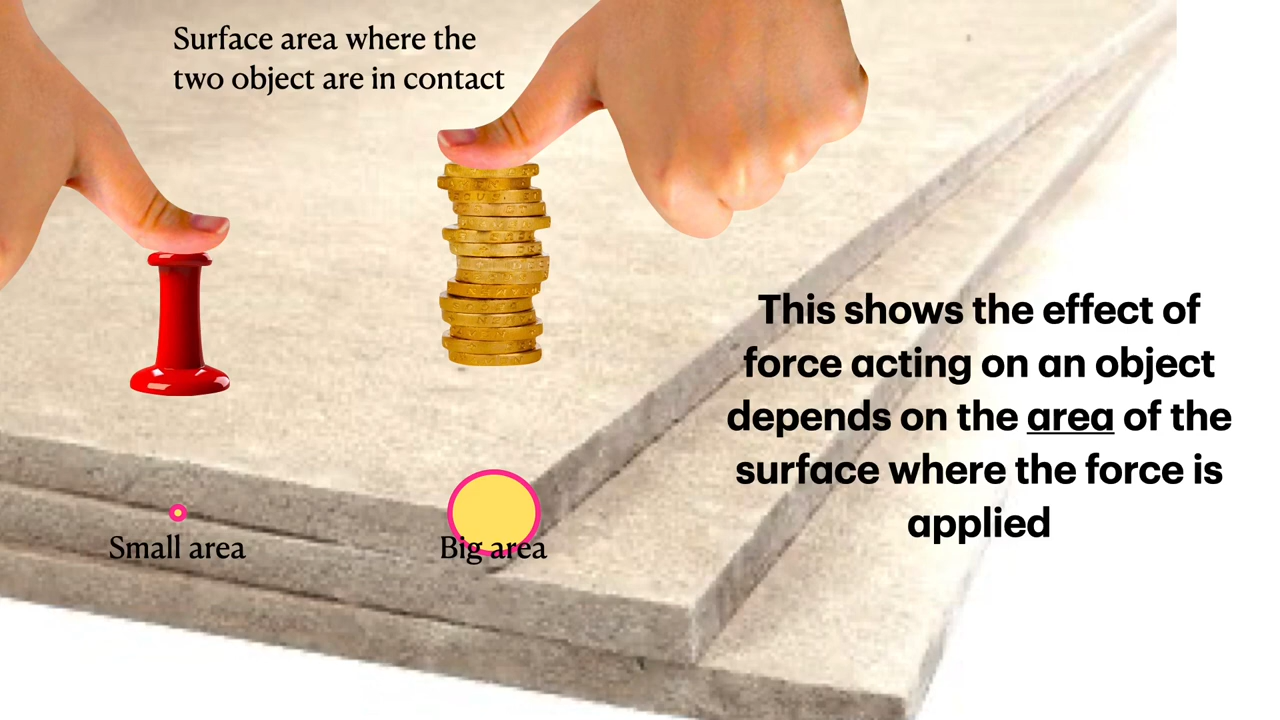 Surface area where the
two object are in contact
This shows the effect of
force acting on an object
depends on the area of the
surface where the force is
applied
Small area
Big area